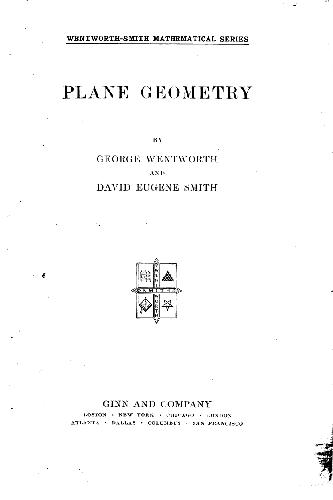 WENTWORTH-SMITH MATHEMATICAL SERIES
PLANE GEOMETRY
BY
GEORGE WENTWORTH
AND
DAVID EUGENE SMITH
GINN AND COMPANY
BOSTON · NEW YORK · CHICAGO · LONDON
ATLANTA · DALLAS · COLUMBUS · SAN FRANCISCO